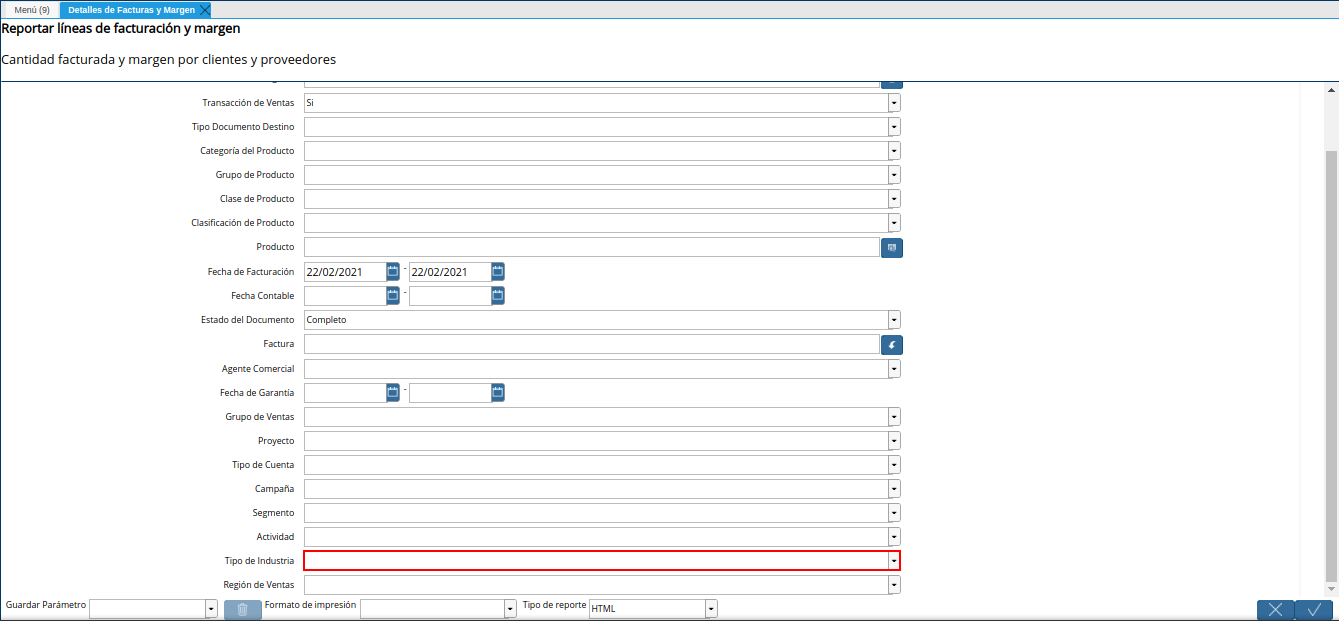 Menú (9) Detalles de Facturas y Margen
Reportar líneas de facturación y margen
Cantidad facturada y margen por clientes y proveedores
Transacción de Ventas Si
Tipo Documento Destino
Categoría del Producto
Grupo de Producto
Clase de Producto
Clasificación de Producto
Producto
Fecha de Facturación 22/02/2021 - 22/02/2021
Fecha Contable -
Estado del Documento Completo
Factura
Agente Comercial
Fecha de Garantía -
Grupo de Ventas
Proyecto
Tipo de Cuenta
Campaña
Segmento
Actividad
Tipo de Industria
Región de Ventas
Guardar Parámetro Formato de impresión Tipo de reporte HTML